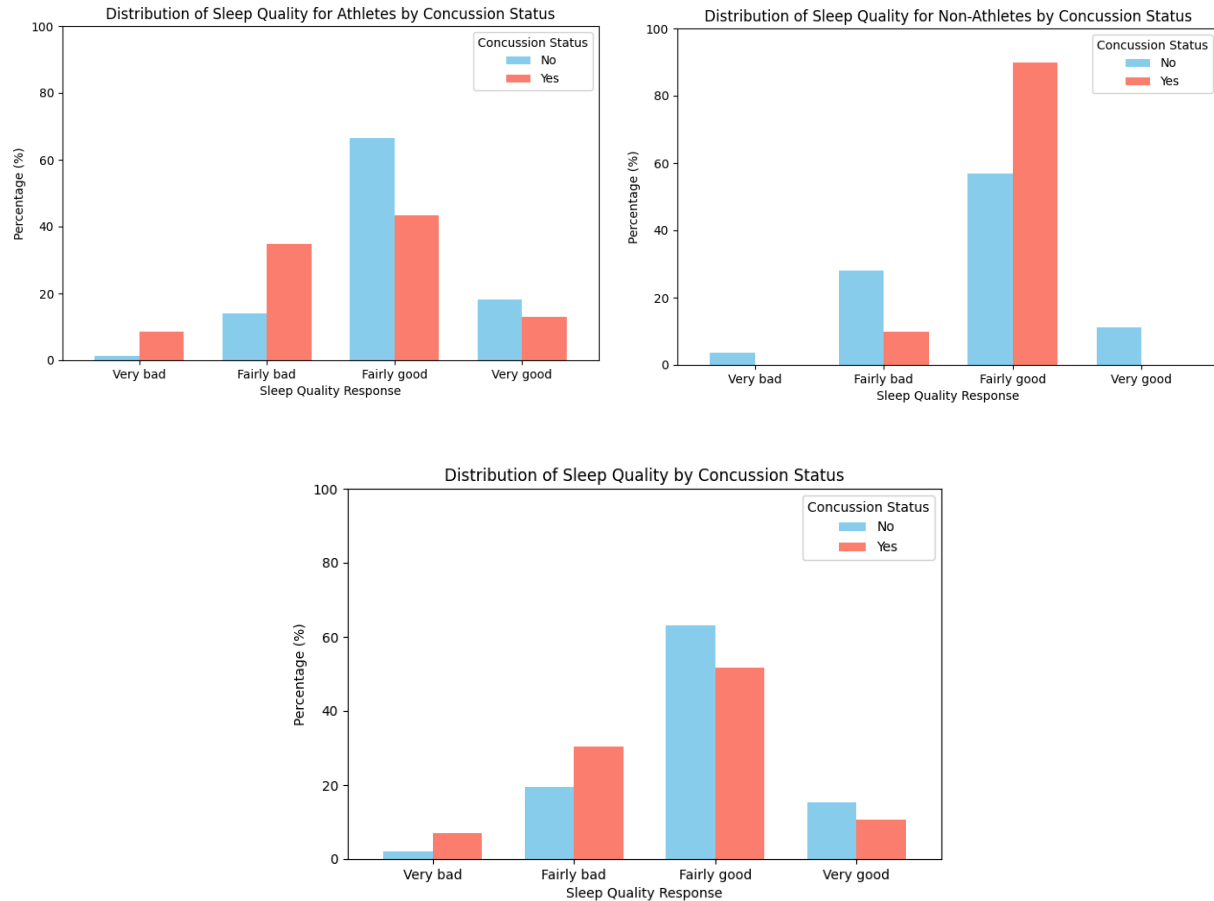 Distribution of Sleep Quality for Athletes by Concussion Status
Concussion Status
No
Yes
Percentage (%)
100
80
60
40
20
0
Very bad Fairly bad Fairly good Very good
Sleep Quality Response
Distribution of Sleep Quality for Non-Athletes by Concussion Status
Concussion Status
No
Yes
Percentage (%)
100
80
60
40
20
0
Very bad Fairly bad Fairly good Very good
Sleep Quality Response
Distribution of Sleep Quality by Concussion Status
Concussion Status
No
Yes
Percentage (%)
100
80
60
40
20
0
Very bad Fairly bad Fairly good Very good
Sleep Quality Response